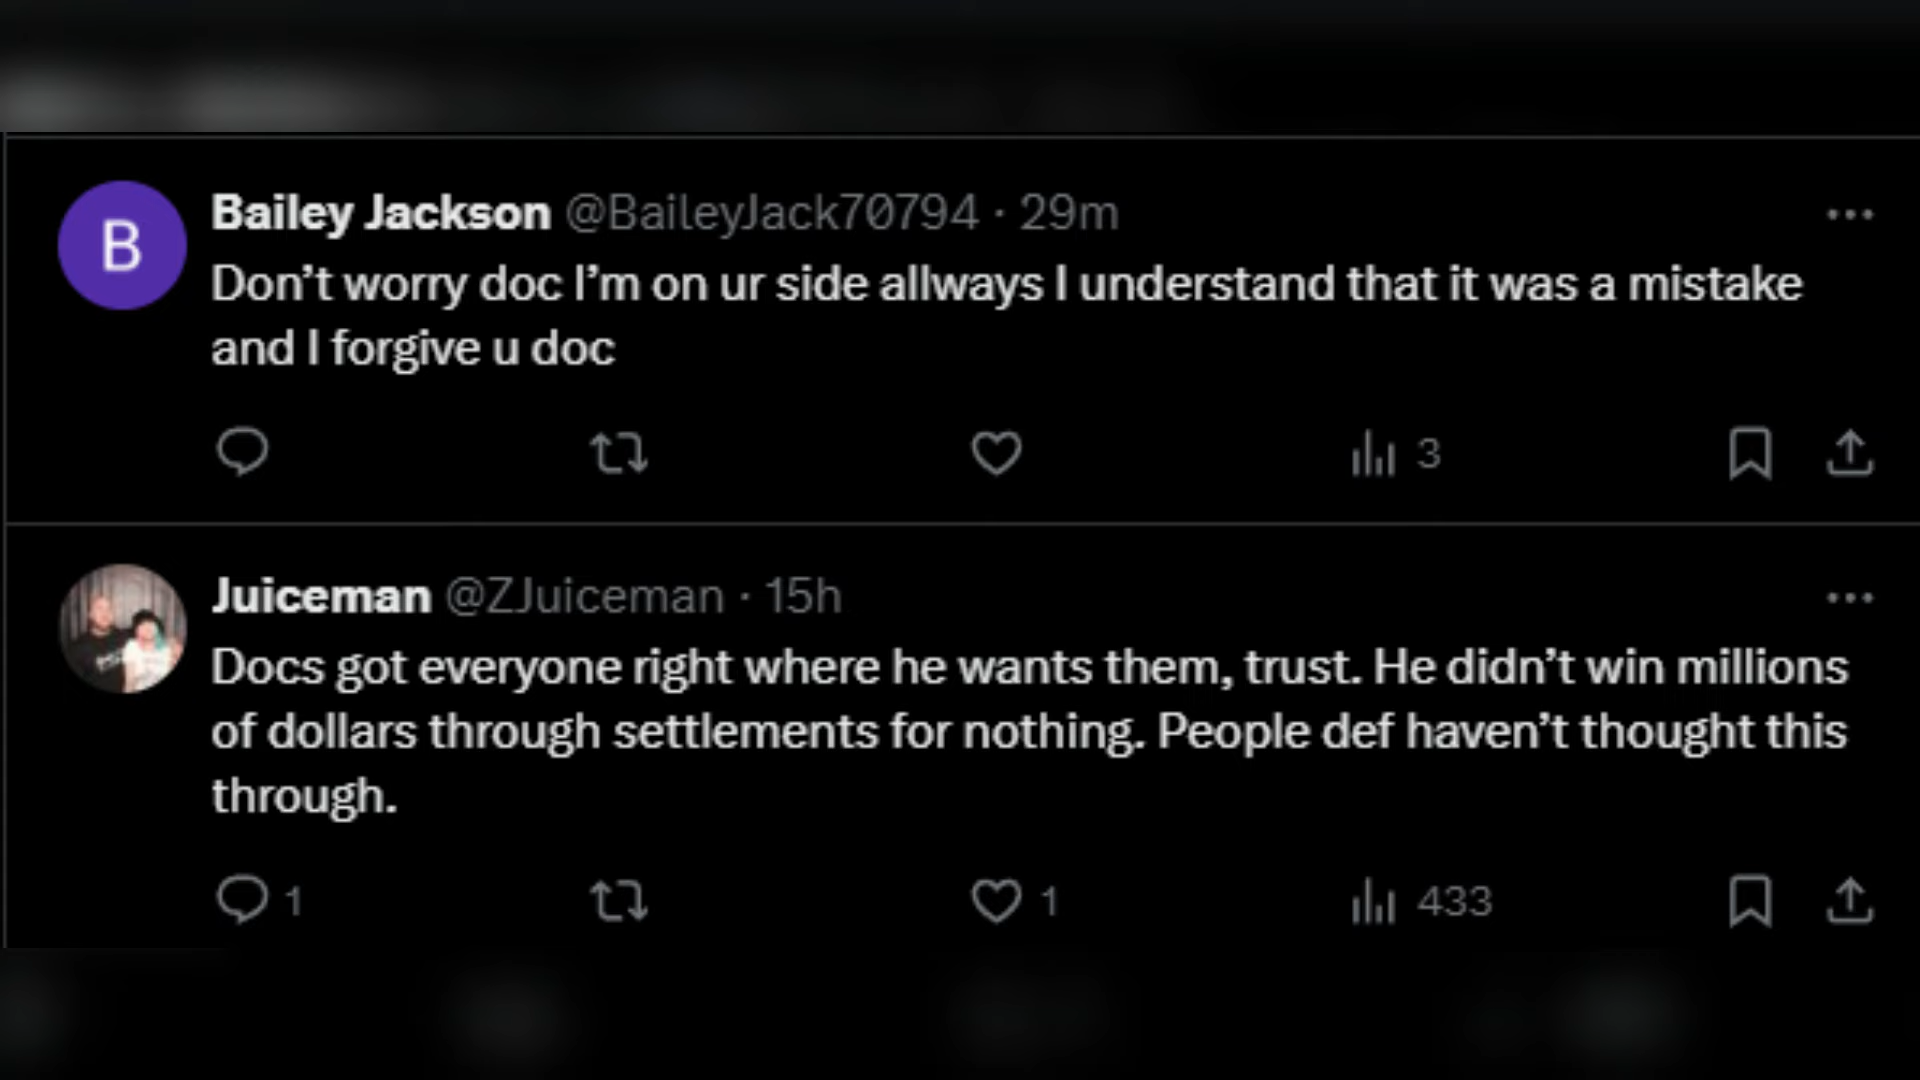 B
Bailey Jackson @BaileyJack70794 · 29m
Don’t worry doc I’m on ur side allways I understand that it was a mistake
and I forgive u doc
3
Juiceman @ZJuiceman · 15h
Docs got everyone right where he wants them, trust. He didn’t win millions
of dollars through settlements for nothing. People def haven’t thought this
through.
1 1 433